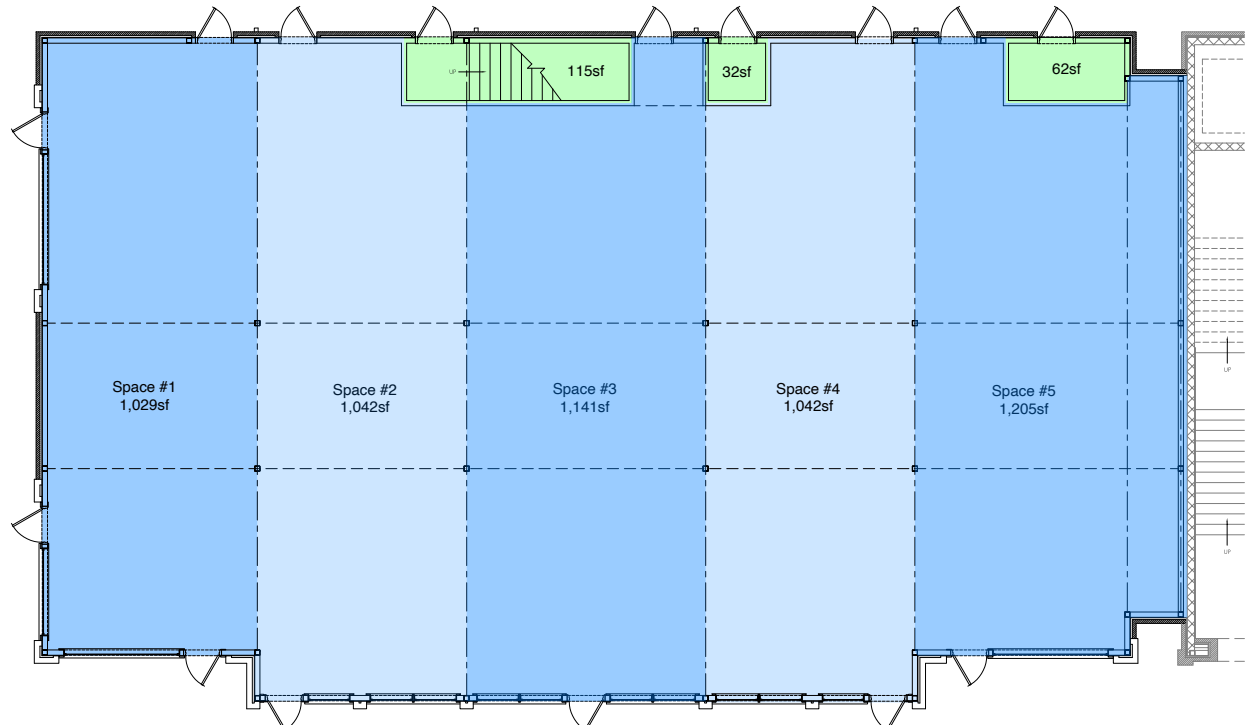 UP
115sf
32sf
62sf
Space #1
1,029sf
Space #2
1,042sf
Space #3
1,141sf
Space #4
1,042sf
Space #5
1,205sf
UP
UP